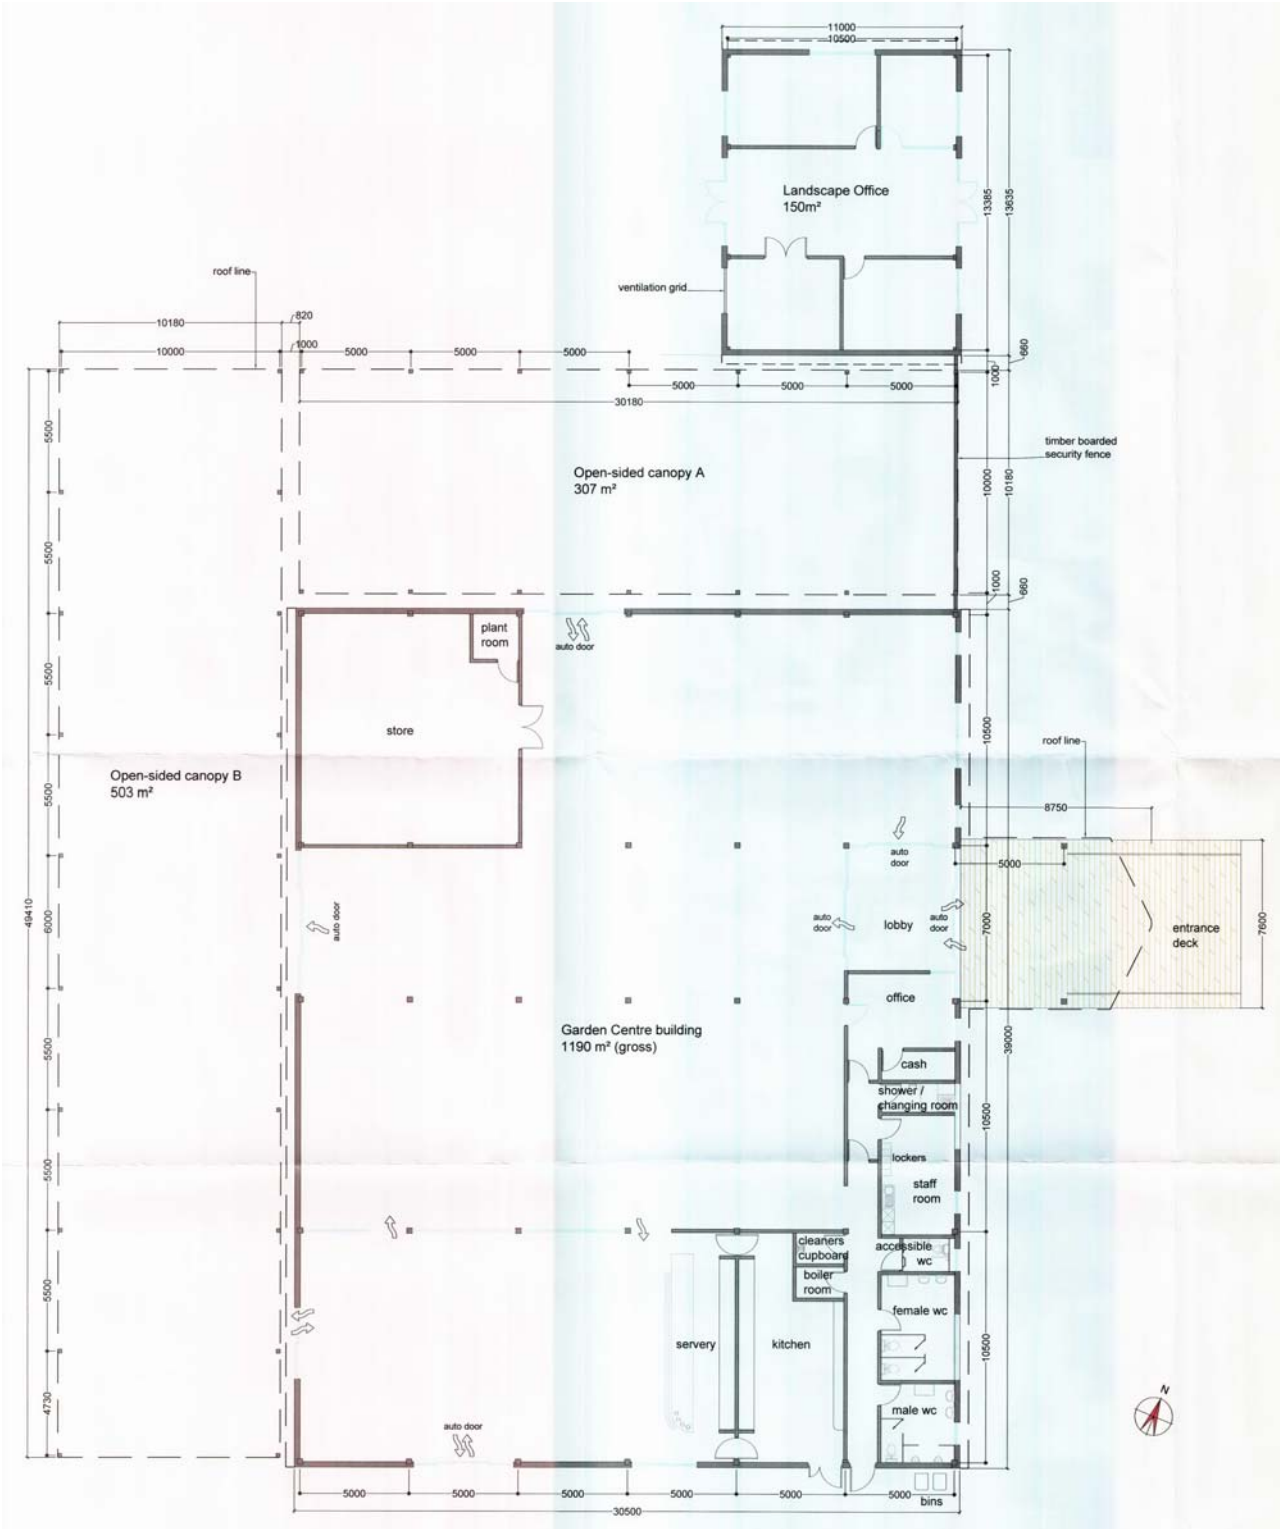 11000
10500
Landscape Office
150m²
13385
13635
roof line
ventilation grid
10180
820
10000
1000
5000
5000
5000
5000
5000
5000
30180
1000
660
5500
timber boarded
security fence
Open-sided canopy A
307 m²
10000
10180
5500
1000
660
plant
room
auto door
5500
store
10500
roof line
Open-sided canopy B
503 m²
5500
8750
auto
door
5000
49410
6000
auto door
auto
door
lobby
auto
door
7000
entrance
deck
7600
office
Garden Centre building
1190 m² (gross)
39000
5500
cash
shower /
changing room
10500
5500
lockers
staff
room
cleaners
cupboard
accessible
wc
boiler
room
5500
female wc
servery
kitchen
10500
4730
male wc
N
auto door
5000
5000
5000
5000
5000
5000
bins
30500